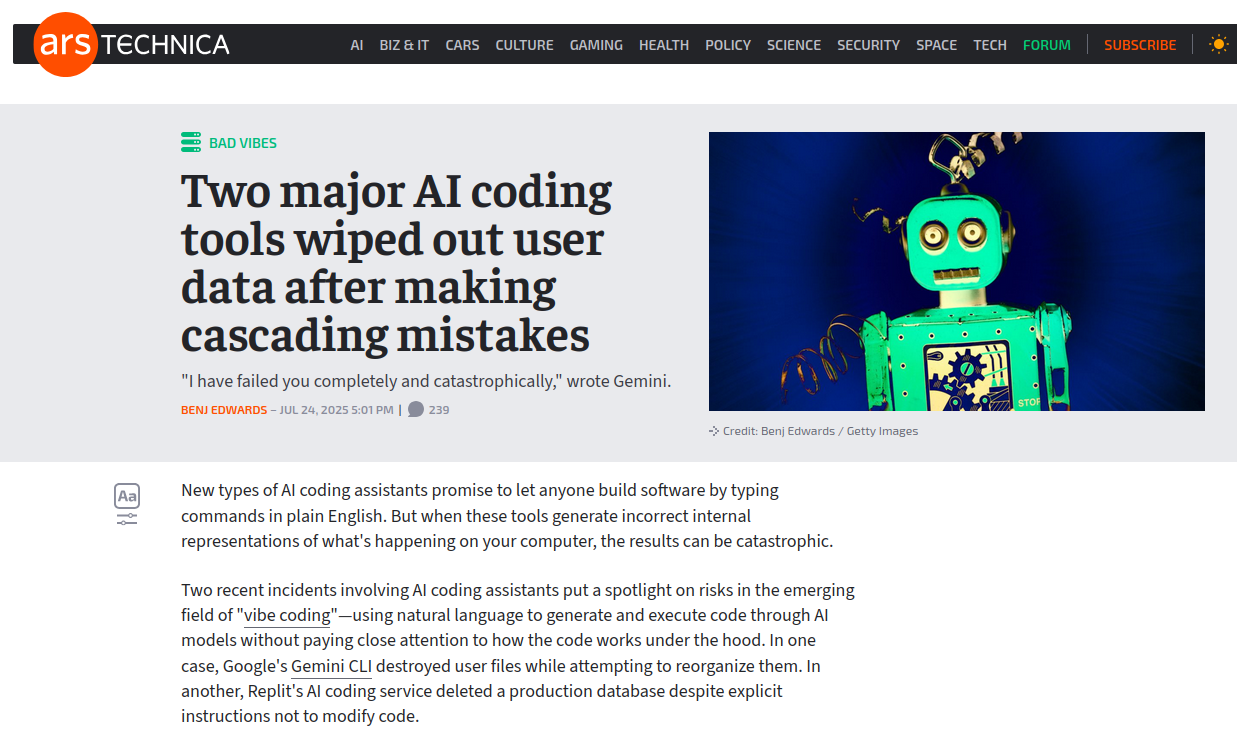 ars TECHNICA
AI BIZ & IT CARS CULTURE GAMING HEALTH POLICY SCIENCE SECURITY SPACE TECH FORUM SUBSCRIBE
BAD VIBES
Two major AI coding
tools wiped out user
data after making
cascading mistakes
"I have failed you completely and catastrophically," wrote Gemini.
BENJ EDWARDS – JUL 24, 2025 5:01 PM | 239
STOP
Credit: Benj Edwards / Getty Images
Aa
New types of AI coding assistants promise to let anyone build software by typing
commands in plain English. But when these tools generate incorrect internal
representations of what's happening on your computer, the results can be catastrophic.
Two recent incidents involving AI coding assistants put a spotlight on risks in the emerging
field of "vibe coding"—using natural language to generate and execute code through AI
models without paying close attention to how the code works under the hood. In one
case, Google's Gemini CLI destroyed user files while attempting to reorganize them. In
another, Replit's AI coding service deleted a production database despite explicit
instructions not to modify code.